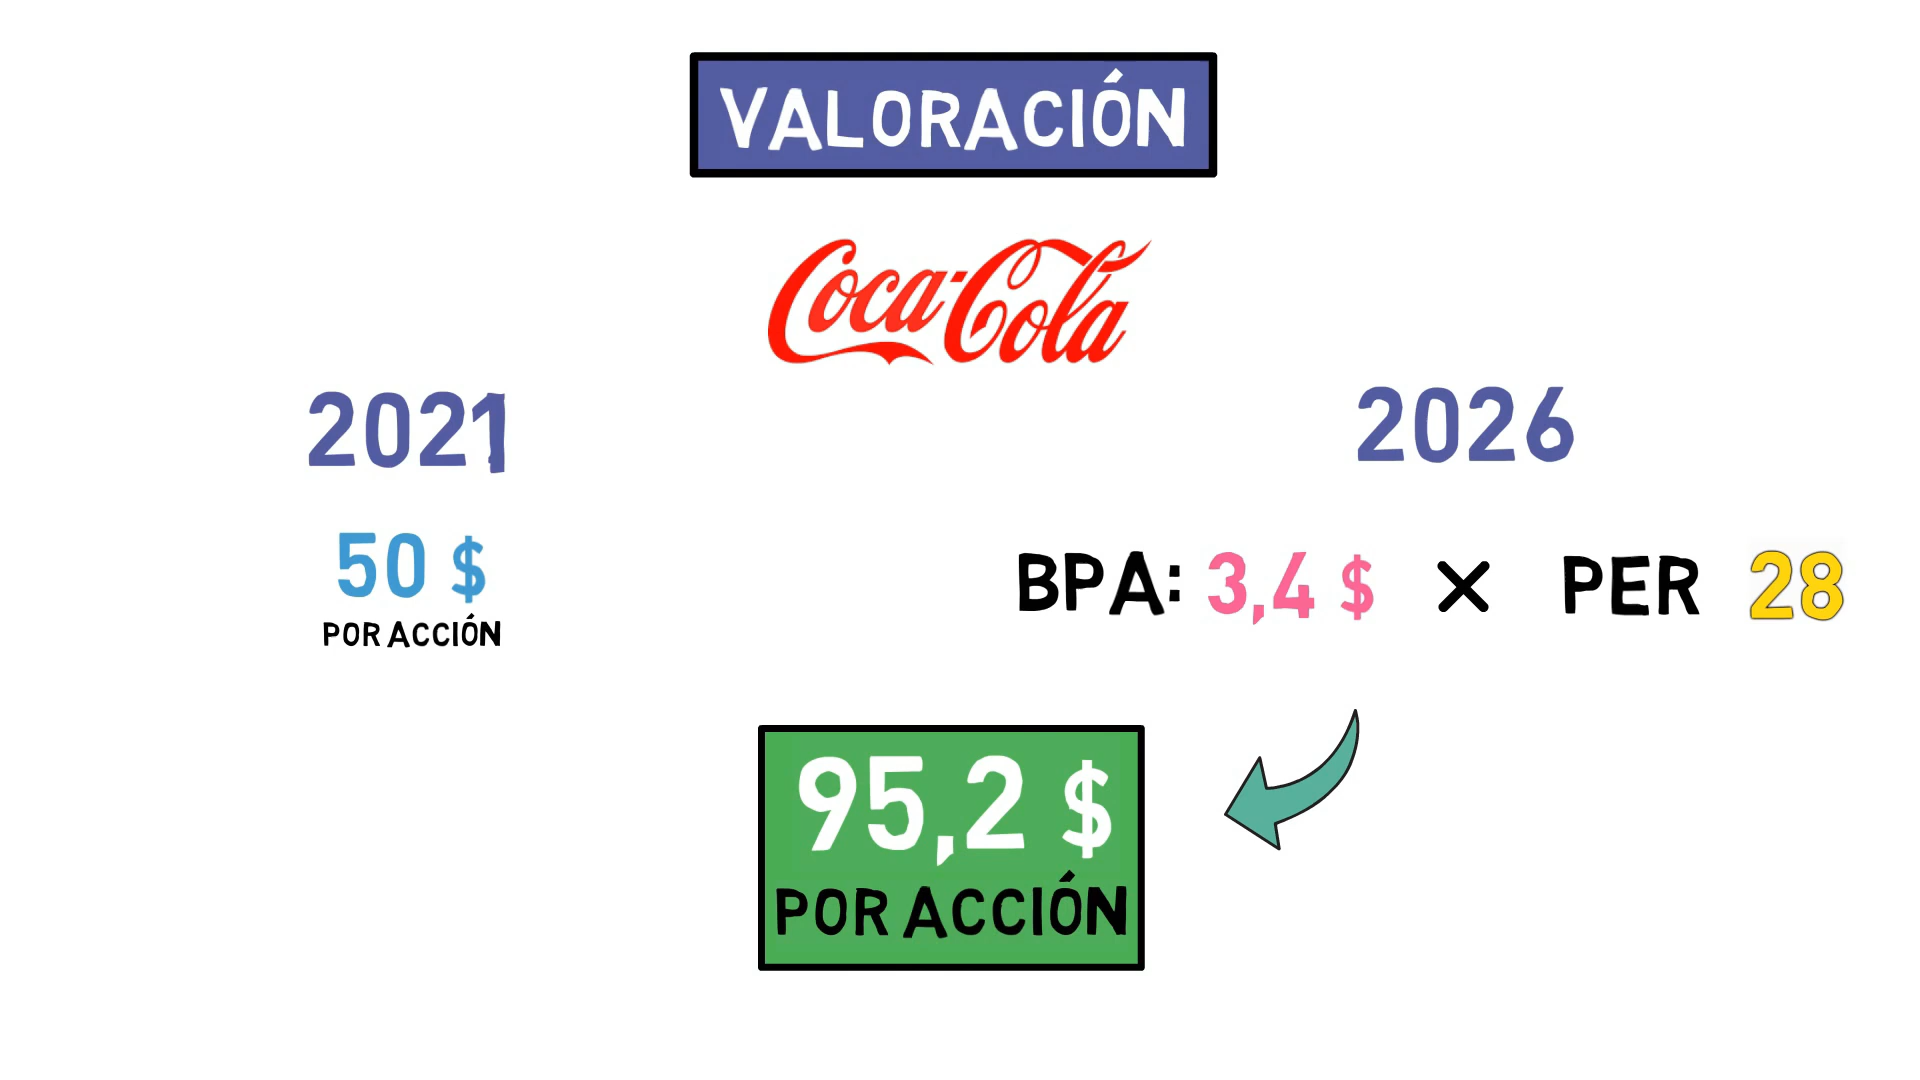 VALORACIÓN
Coca-Cola
2021
2026
50 $
POR ACCIÓN
BPA: 3,4 $ × PER 28
95,2 $
POR ACCIÓN